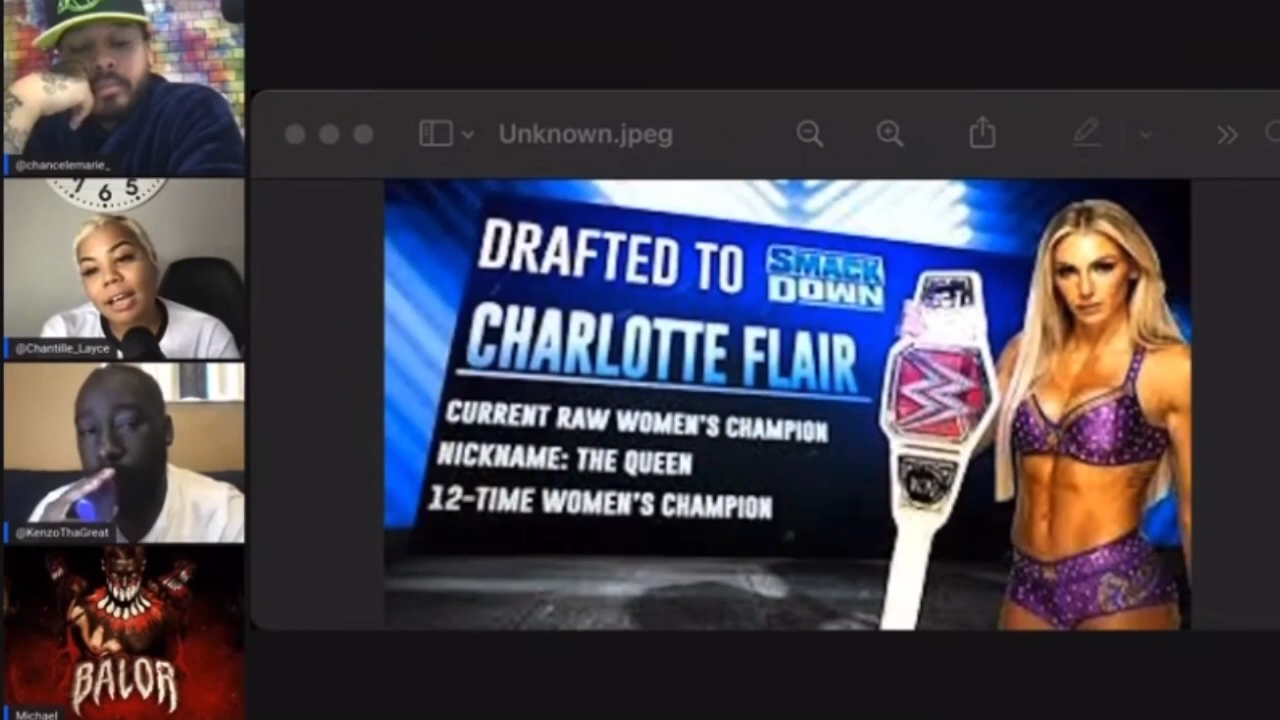 @chancelemarie_
7 6 5
@Chantille_Layce
@KenzoThaGreat
BALOR
Michael
Unknown.jpeg
DRAFTED TO SMACK DOWN
CHARLOTTE FLAIR
CURRENT RAW WOMEN'S CHAMPION
NICKNAME: THE QUEEN
12-TIME WOMEN'S CHAMPION